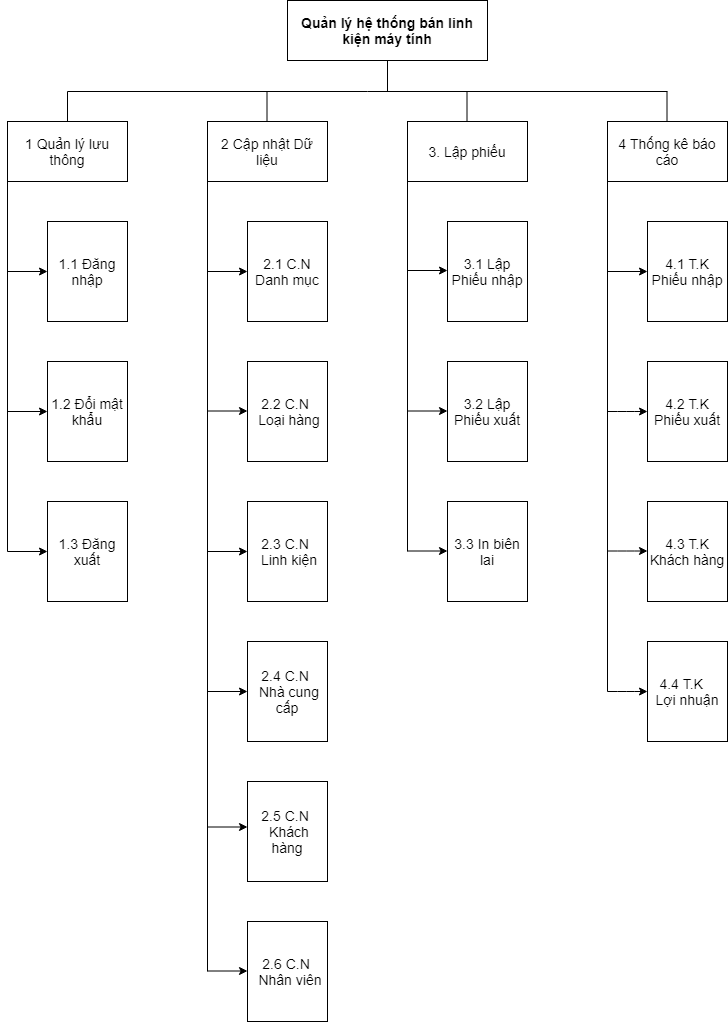 Quản lý hệ thống bán linh
kiện máy tính
1 Quản lý lưu
thông
2 Cập nhật Dữ
liệu
3. Lập phiếu
4 Thống kê báo
cáo
1.1 Đăng
nhập
2.1 C.N
Danh mục
3.1 Lập
Phiếu nhập
4.1 T.K
Phiếu nhập
1.2 Đổi mật
khẩu
2.2 C.N
Loại hàng
3.2 Lập
Phiếu xuất
4.2 T.K
Phiếu xuất
1.3 Đăng
xuất
2.3 C.N
Linh kiện
3.3 In biên
lai
4.3 T.K
Khách hàng
2.4 C.N
Nhà cung
cấp
4.4 T.K
Lợi nhuận
2.5 C.N
Khách
hàng
2.6 C.N
Nhân viên